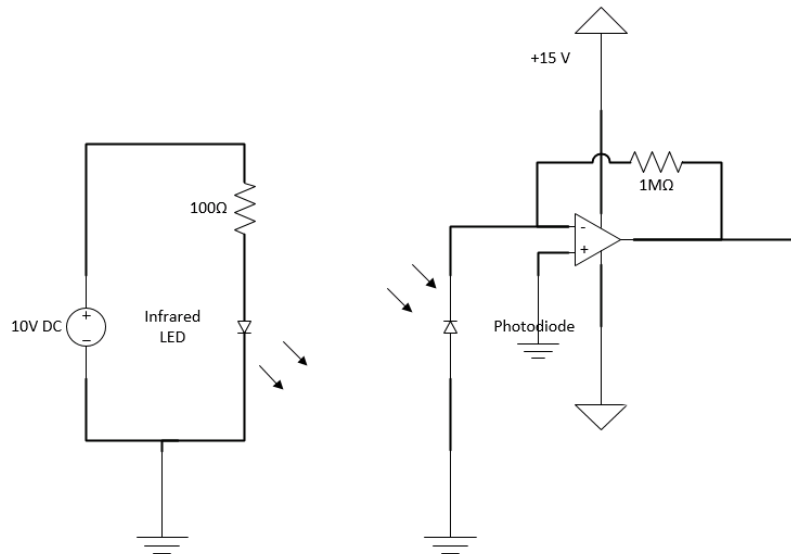 +15 V
1MΩ
100Ω
-
+
10V DC
+
−
Infrared
LED
Photodiode